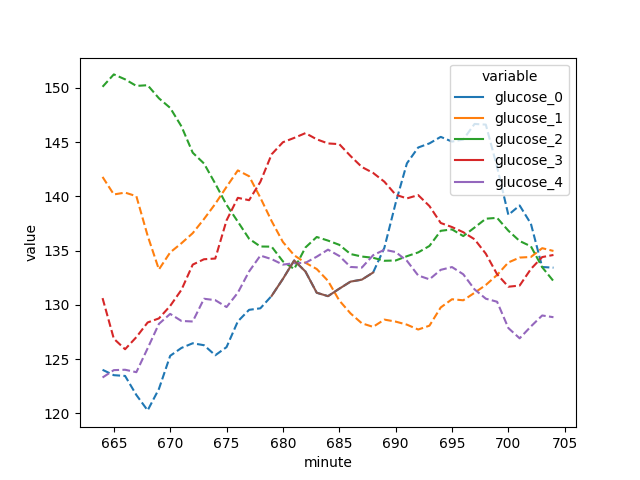 variable
glucose_0
glucose_1
glucose_2
glucose_3
glucose_4
value
150
145
140
135
130
125
120
665 670 675 680 685 690 695 700 705
minute